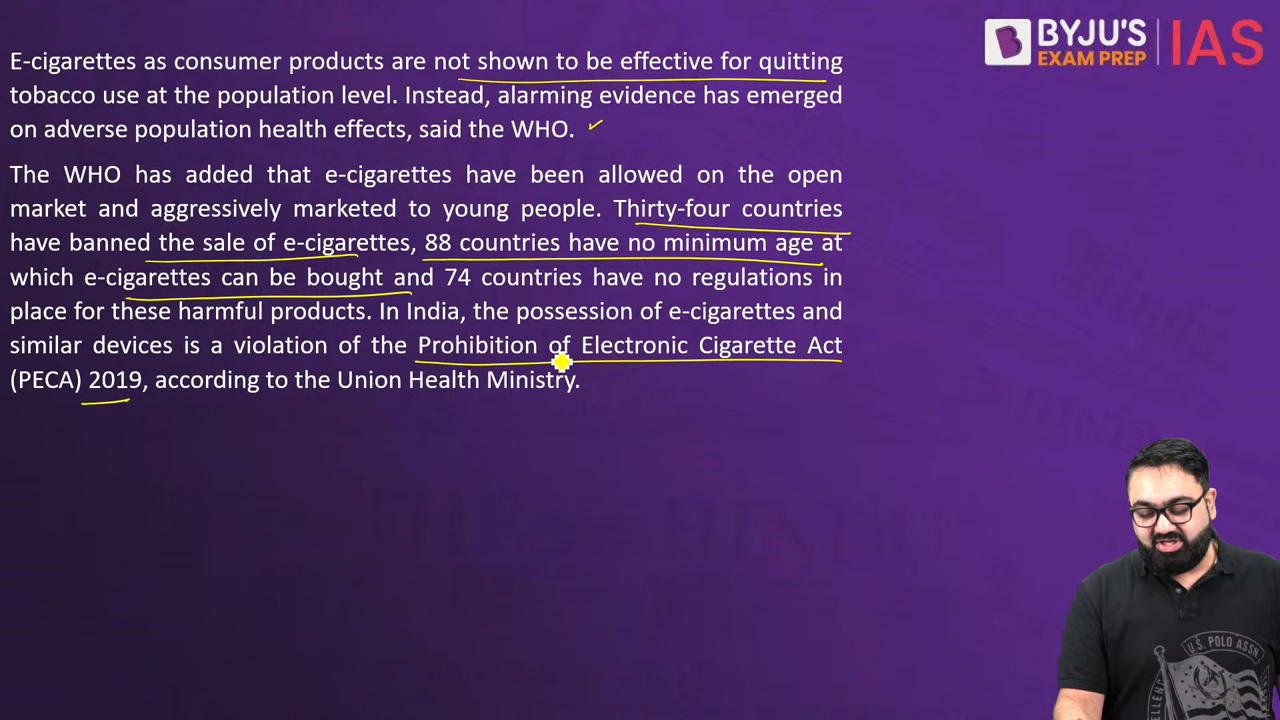 E-cigarettes as consumer products are not shown to be effective for quitting
tobacco use at the population level. Instead, alarming evidence has emerged
on adverse population health effects, said the WHO.
The WHO has added that e-cigarettes have been allowed on the open
market and aggressively marketed to young people. Thirty-four countries
have banned the sale of e-cigarettes, 88 countries have no minimum age at
which e-cigarettes can be bought and 74 countries have no regulations in
place for these harmful products. In India, the possession of e-cigarettes and
similar devices is a violation of the Prohibition of Electronic Cigarette Act
(PECA) 2019, according to the Union Health Ministry.
BYJU'S
EXAM PREP
IAS
U.S. POLO ASSN.